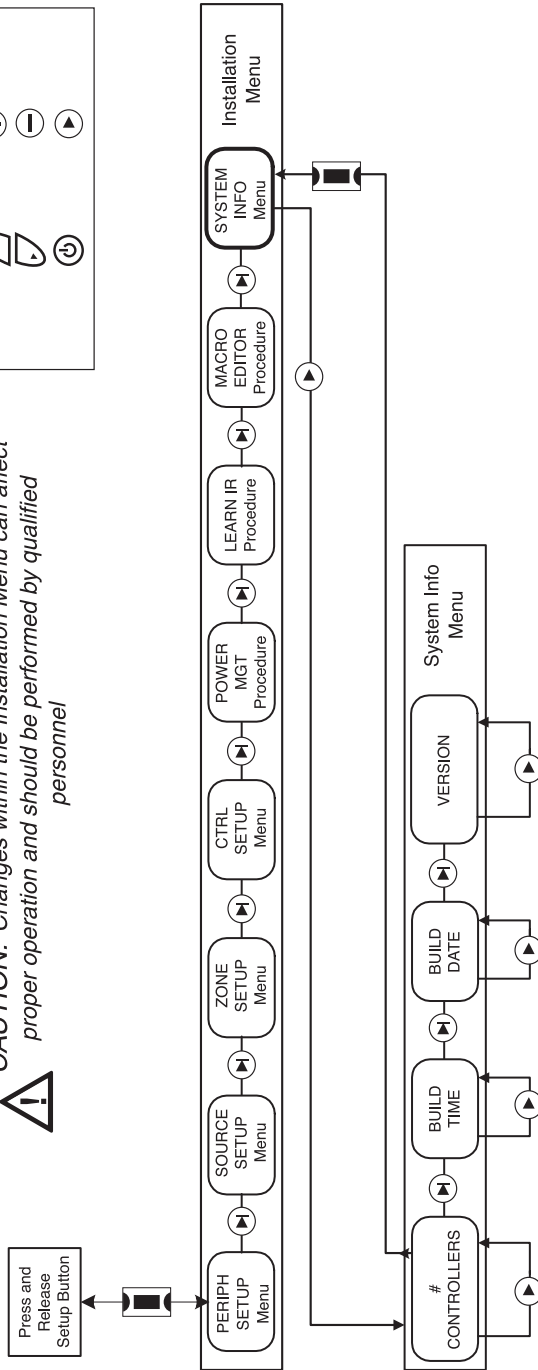 CAUTION: Changes within the Installation Menu can affect
proper operation and should be performed by qualified
personnel
Press and
Release
Setup Button
PERIPH
SETUP
Menu
SOURCE
SETUP
Menu
ZONE
SETUP
Menu
CTRL
SETUP
Menu
POWER
MGT
Procedure
LEARN IR
Procedure
MACRO
EDITOR
Procedure
SYSTEM
INFO
Menu
Installation
Menu
#
CONTROLLERS
BUILD
TIME
BUILD
DATE
VERSION
System Info
Menu